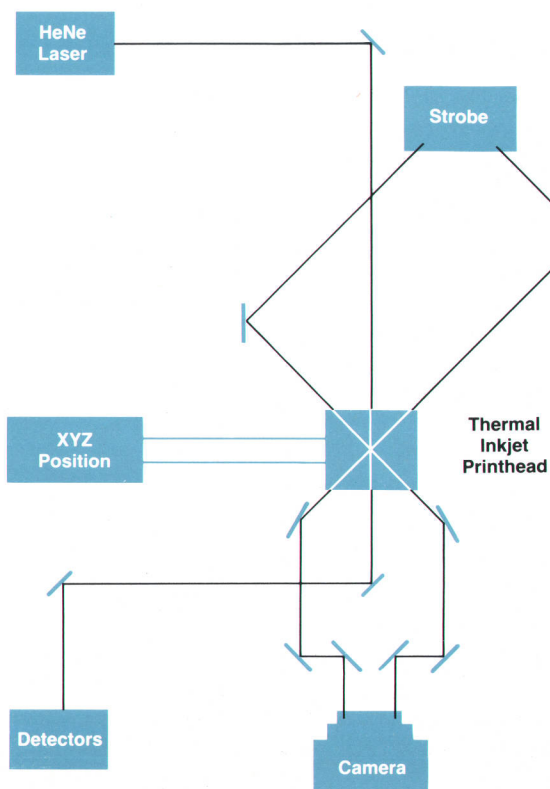 HeNe
Laser
Strobe
XYZ
Position
Thermal
Inkjet
Printhead
Detectors
Camera